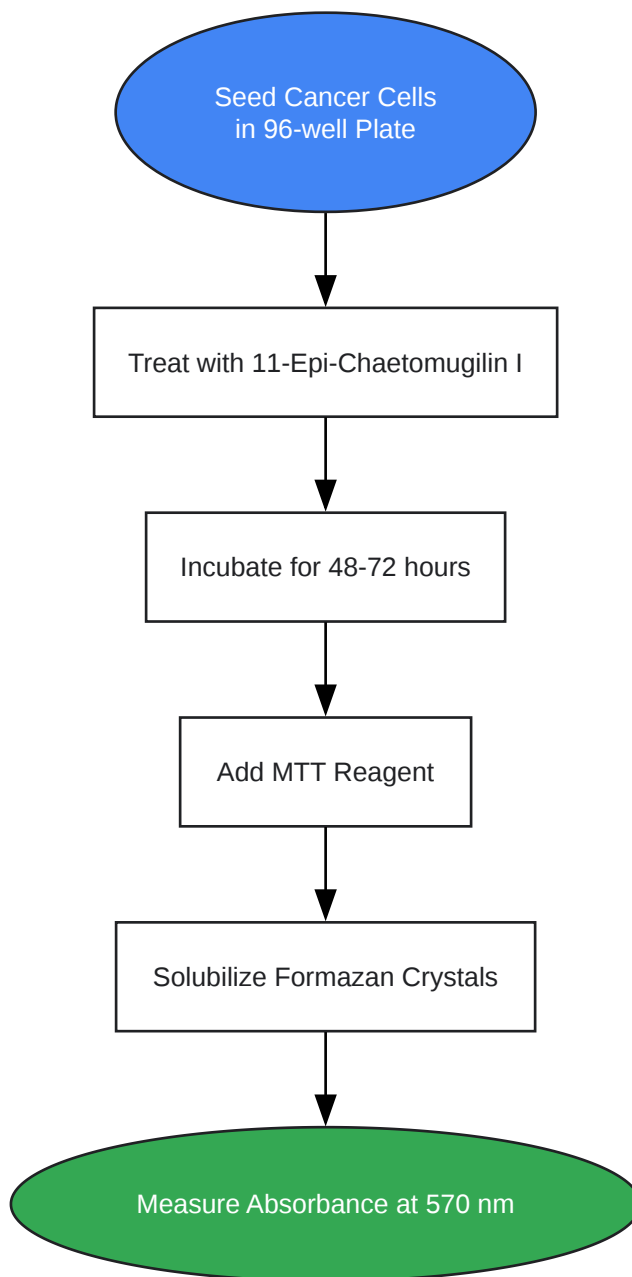 Seed Cancer Cells
in 96-well Plate
Treat with 11-Epi-Chaetomugilin I
Incubate for 48-72 hours
Add MTT Reagent
Solubilize Formazan Crystals
Measure Absorbance at 570 nm